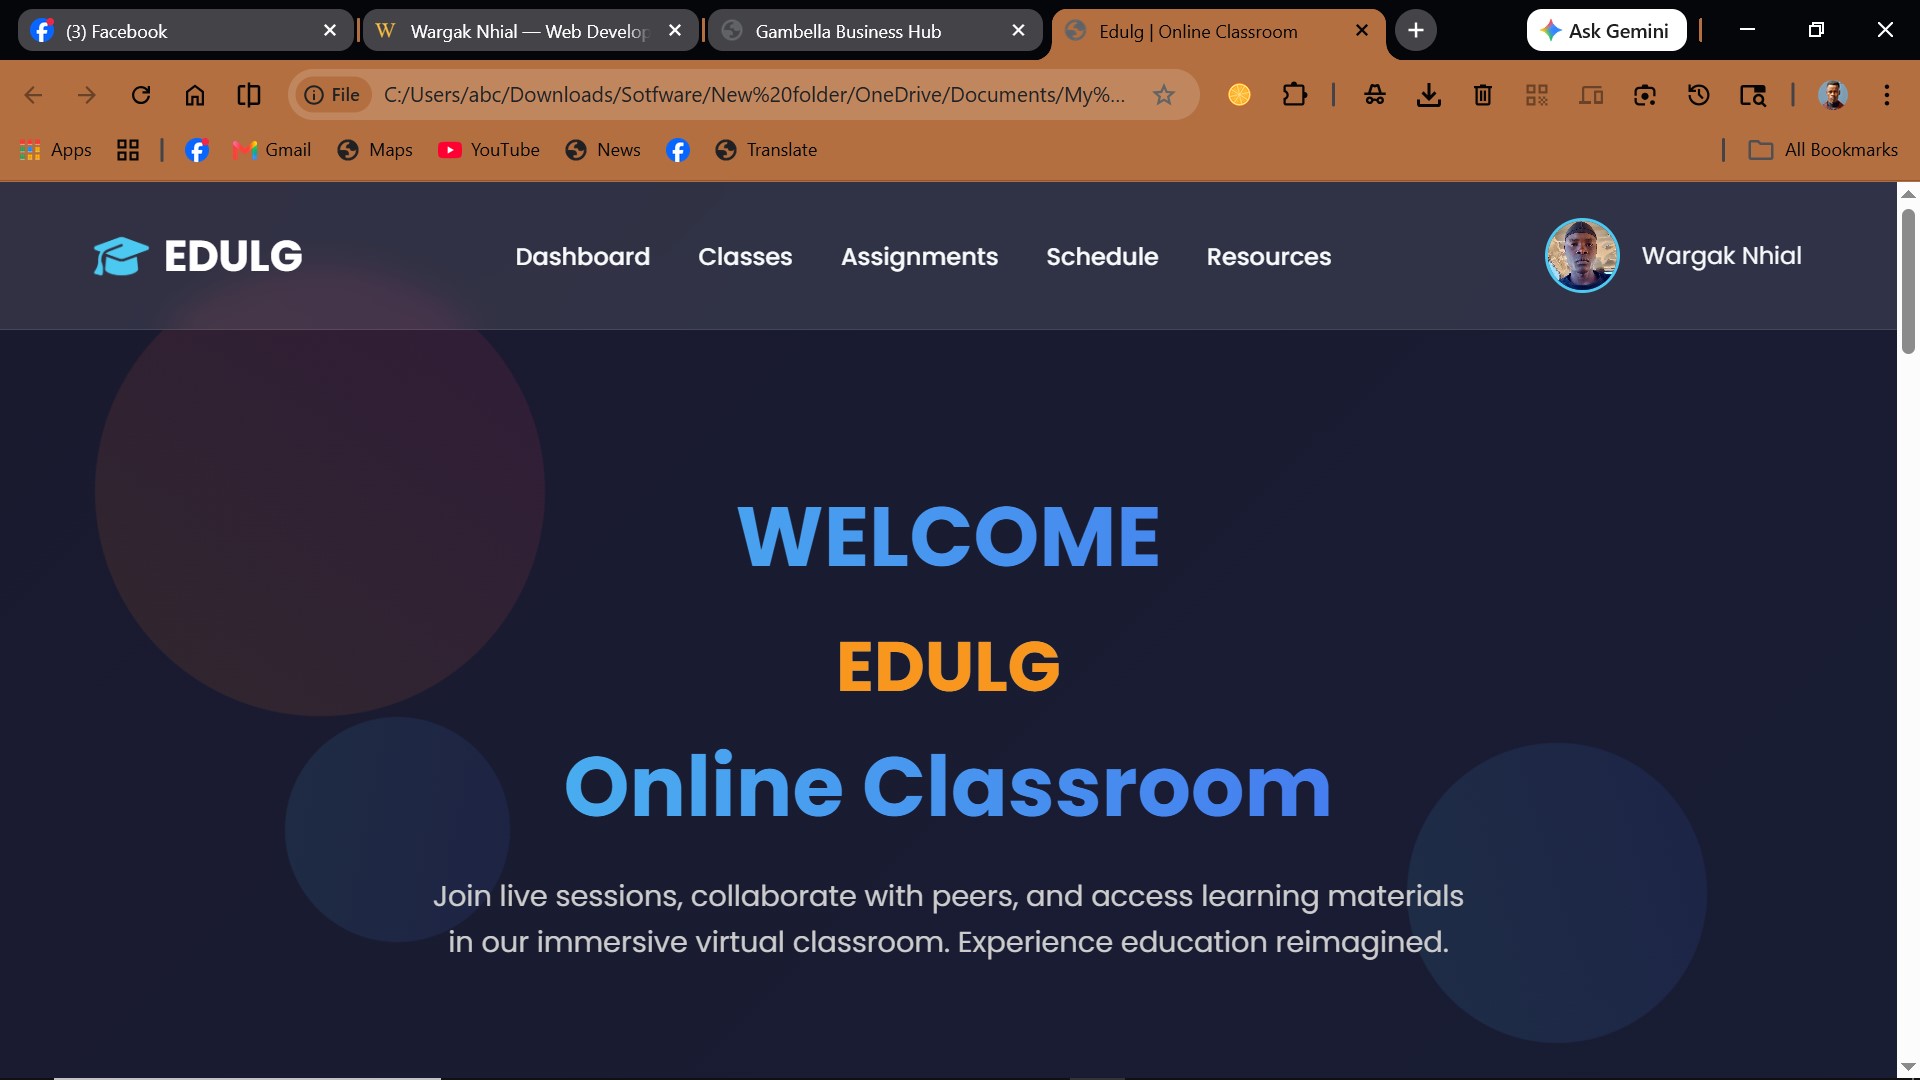 (3) Facebook
Wargak Nhial — Web Develop
Gambella Business Hub
Edulg | Online Classroom
Ask Gemini
File
C:/Users/abc/Downloads/Sotfware/New%20folder/OneDrive/Documents/My%...
Apps
Gmail
Maps
YouTube
News
Translate
All Bookmarks
EDULG
Dashboard
Classes
Assignments
Schedule
Resources
Wargak Nhial
WELCOME
EDULG
Online Classroom
Join live sessions, collaborate with peers, and access learning materials
in our immersive virtual classroom. Experience education reimagined.